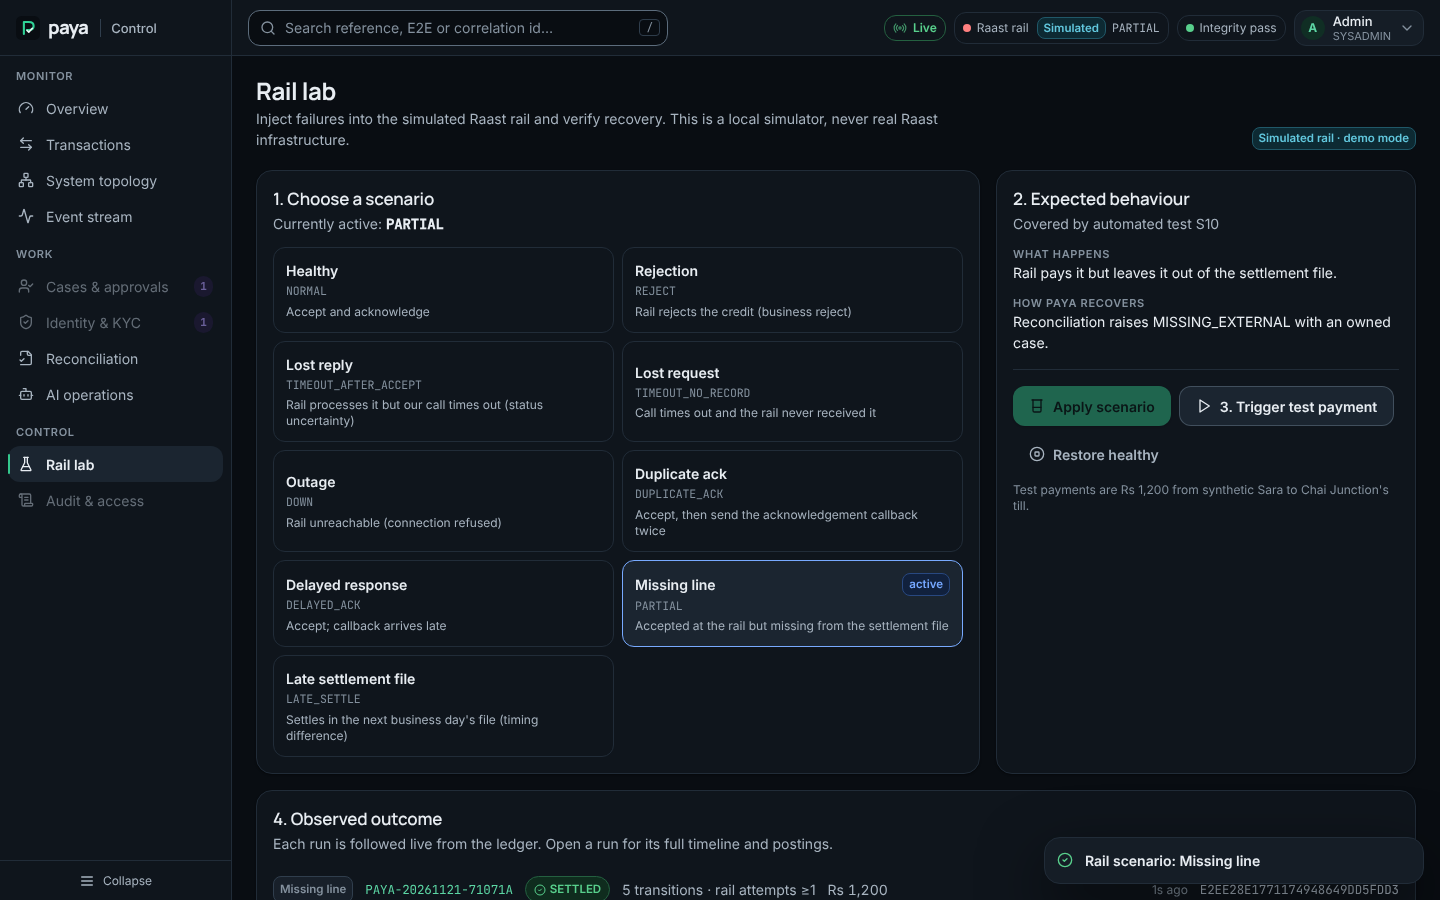 paya
Control
Search reference, E2E or correlation id...
/
Live
Raast rail
Simulated
PARTIAL
Integrity pass
A
Admin
SYSADMIN
MONITOR
Overview
Transactions
System topology
Event stream
WORK
Cases & approvals
1
Identity & KYC
1
Reconciliation
AI operations
CONTROL
Rail lab
Audit & access
Collapse
Rail lab
Inject failures into the simulated Raast rail and verify recovery. This is a local simulator, never real Raast
infrastructure.
Simulated rail · demo mode
1. Choose a scenario
Currently active: PARTIAL
Healthy
NORMAL
Accept and acknowledge
Rejection
REJECT
Rail rejects the credit (business reject)
Lost reply
TIMEOUT_AFTER_ACCEPT
Rail processes it but our call times out (status
uncertainty)
Lost request
TIMEOUT_NO_RECORD
Call times out and the rail never received it
Outage
DOWN
Rail unreachable (connection refused)
Duplicate ack
DUPLICATE_ACK
Accept, then send the acknowledgement callback
twice
Delayed response
DELAYED_ACK
Accept; callback arrives late
Missing line
active
PARTIAL
Accepted at the rail but missing from the settlement file
Late settlement file
LATE_SETTLE
Settles in the next business day's file (timing
difference)
2. Expected behaviour
Covered by automated test S10
WHAT HAPPENS
Rail pays it but leaves it out of the settlement file.
HOW PAYA RECOVERS
Reconciliation raises MISSING_EXTERNAL with an owned
case.
Apply scenario
3. Trigger test payment
Restore healthy
Test payments are Rs 1,200 from synthetic Sara to Chai Junction's
till.
4. Observed outcome
Each run is followed live from the ledger. Open a run for its full timeline and postings.
Missing line
PAYA-20261121-71071A
SETTLED
5 transitions · rail attempts ≥1
Rs 1,200
1s ago
E2EE28E1771174948649DD5FDD3
Rail scenario: Missing line